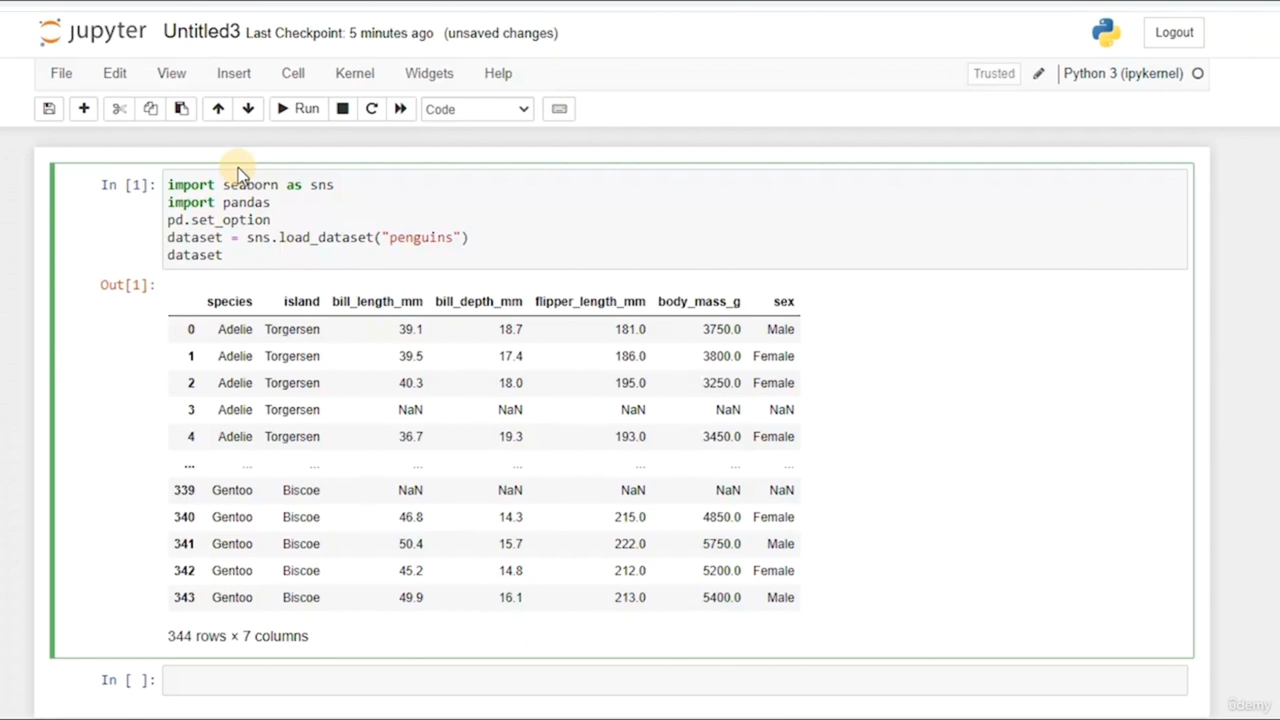 jupyter Untitled3 Last Checkpoint: 5 minutes ago (unsaved changes) Logout
File Edit View Insert Cell Kernel Widgets Help Trusted Python 3 (ipykernel)
Run Code
In [1]: import seaborn as sns
import pandas
pd.set_option
dataset = sns.load_dataset("penguins")
dataset
Out[1]:
species island bill_length_mm bill_depth_mm flipper_length_mm body_mass_g sex
0 Adelie Torgersen 39.1 18.7 181.0 3750.0 Male
1 Adelie Torgersen 39.5 17.4 186.0 3800.0 Female
2 Adelie Torgersen 40.3 18.0 195.0 3250.0 Female
3 Adelie Torgersen NaN NaN NaN NaN NaN
4 Adelie Torgersen 36.7 19.3 193.0 3450.0 Female
... ... ... ... ... ... ... ...
339 Gentoo Biscoe NaN NaN NaN NaN NaN
340 Gentoo Biscoe 46.8 14.3 215.0 4850.0 Female
341 Gentoo Biscoe 50.4 15.7 222.0 5750.0 Male
342 Gentoo Biscoe 45.2 14.8 212.0 5200.0 Female
343 Gentoo Biscoe 49.9 16.1 213.0 5400.0 Male
344 rows × 7 columns
In [ ]:
ûdemy